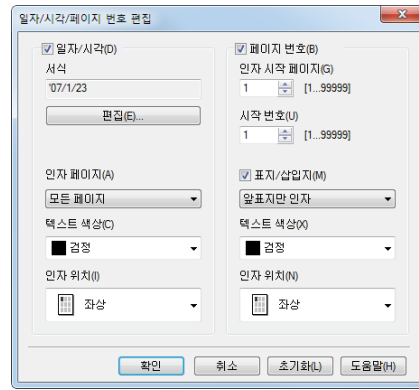 일자/시각/페이지 번호 편집
일자/시각(D)
서식
'07/1/23
편집(E)...
인자 페이지(A)
모든 페이지
텍스트 색상(C)
검정
인자 위치(I)
좌상
페이지 번호(B)
인자 시작 페이지(G)
1 [1...99999]
시작 번호(U)
1 [1...99999]
표지/삽입지(M)
앞표지만 인자
텍스트 색상(X)
검정
인자 위치(N)
좌상
확인 취소 초기화(L) 도움말(H)